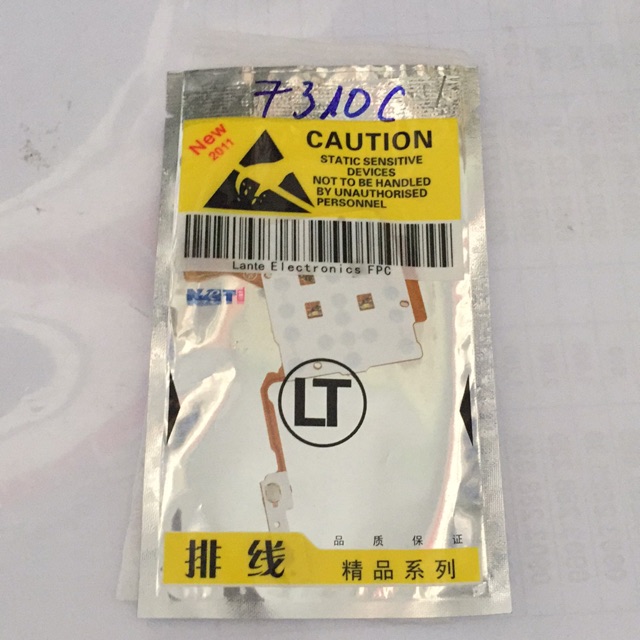 7310C
New
2011
CAUTION
STATIC SENSITIVE
DEVICES
NOT TO BE HANDLED
BY UNAUTHORISED
PERSONNEL
Lante Electronics FPC
LT
品 质 保 证
排 线
精品系列